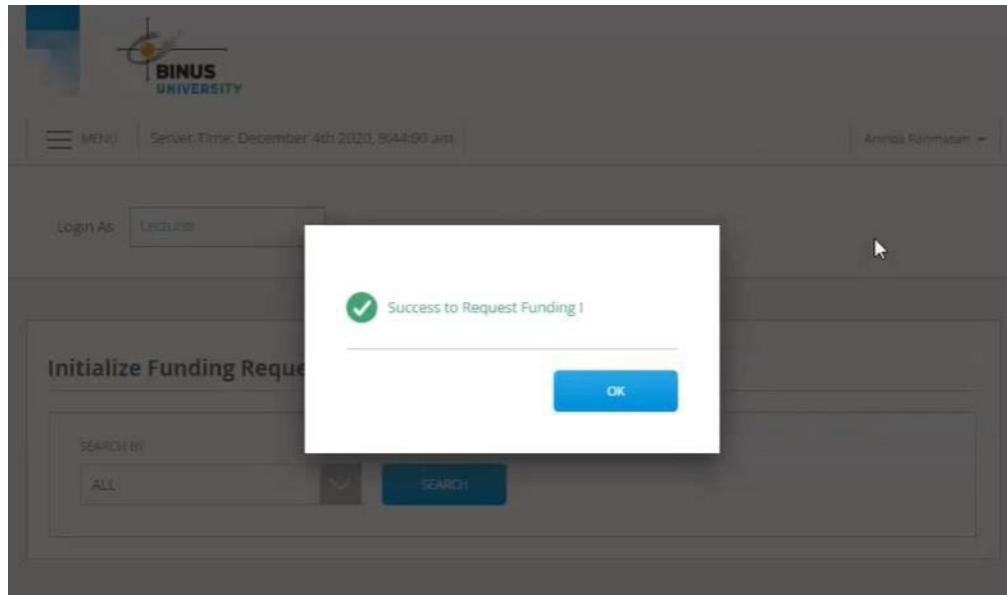 BINUS
UNIVERSITY
MENU
Server Time: December 4th 2020,
Login As
Lecturer
Success to Request Funding !
OK
Initialize Funding Reque
SEARCH BY
ALL
SEARCH